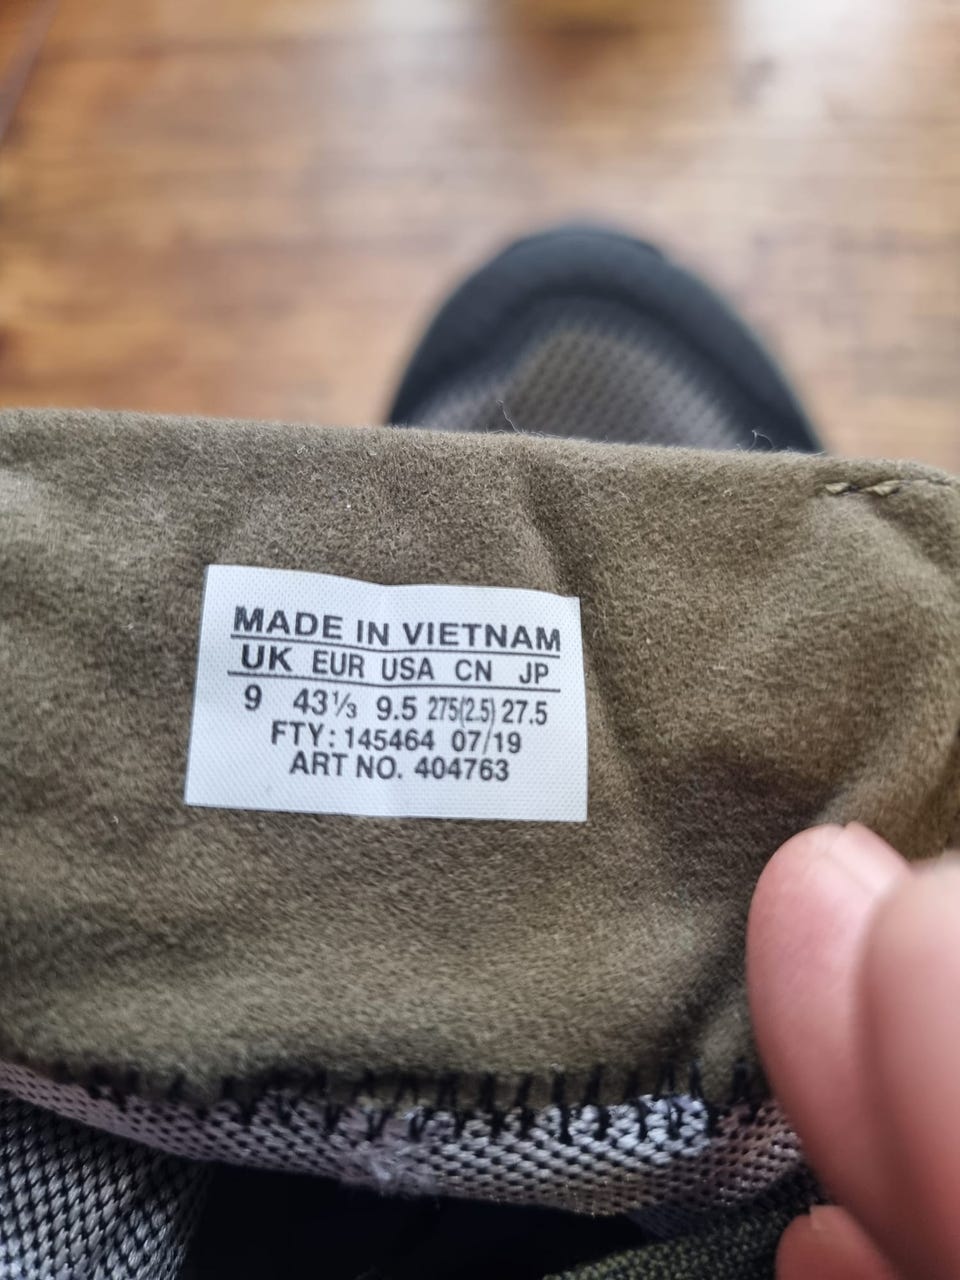 MADE IN VIETNAM
UK EUR USA CN JP
9 43⅓ 9.5 275(2.5) 27.5
FTY: 145464 07/19
ART NO. 404763